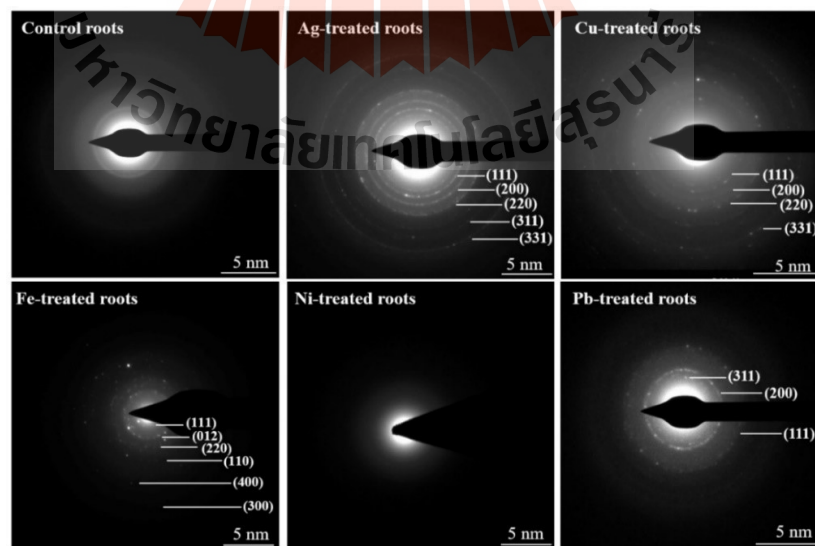 Control roots
Ag-treated roots
Cu-treated roots
มหาวิทยาลัยเทคโนโลยีสุรนารี
(111)
(200)
(220)
(311)
(331)
5 nm
(111)
(200)
(220)
(331)
5 nm
5 nm
Fe-treated roots
Ni-treated roots
Pb-treated roots
(111)
(012)
(220)
(110)
(400)
(300)
5 nm
5 nm
(311)
(200)
(111)
5 nm